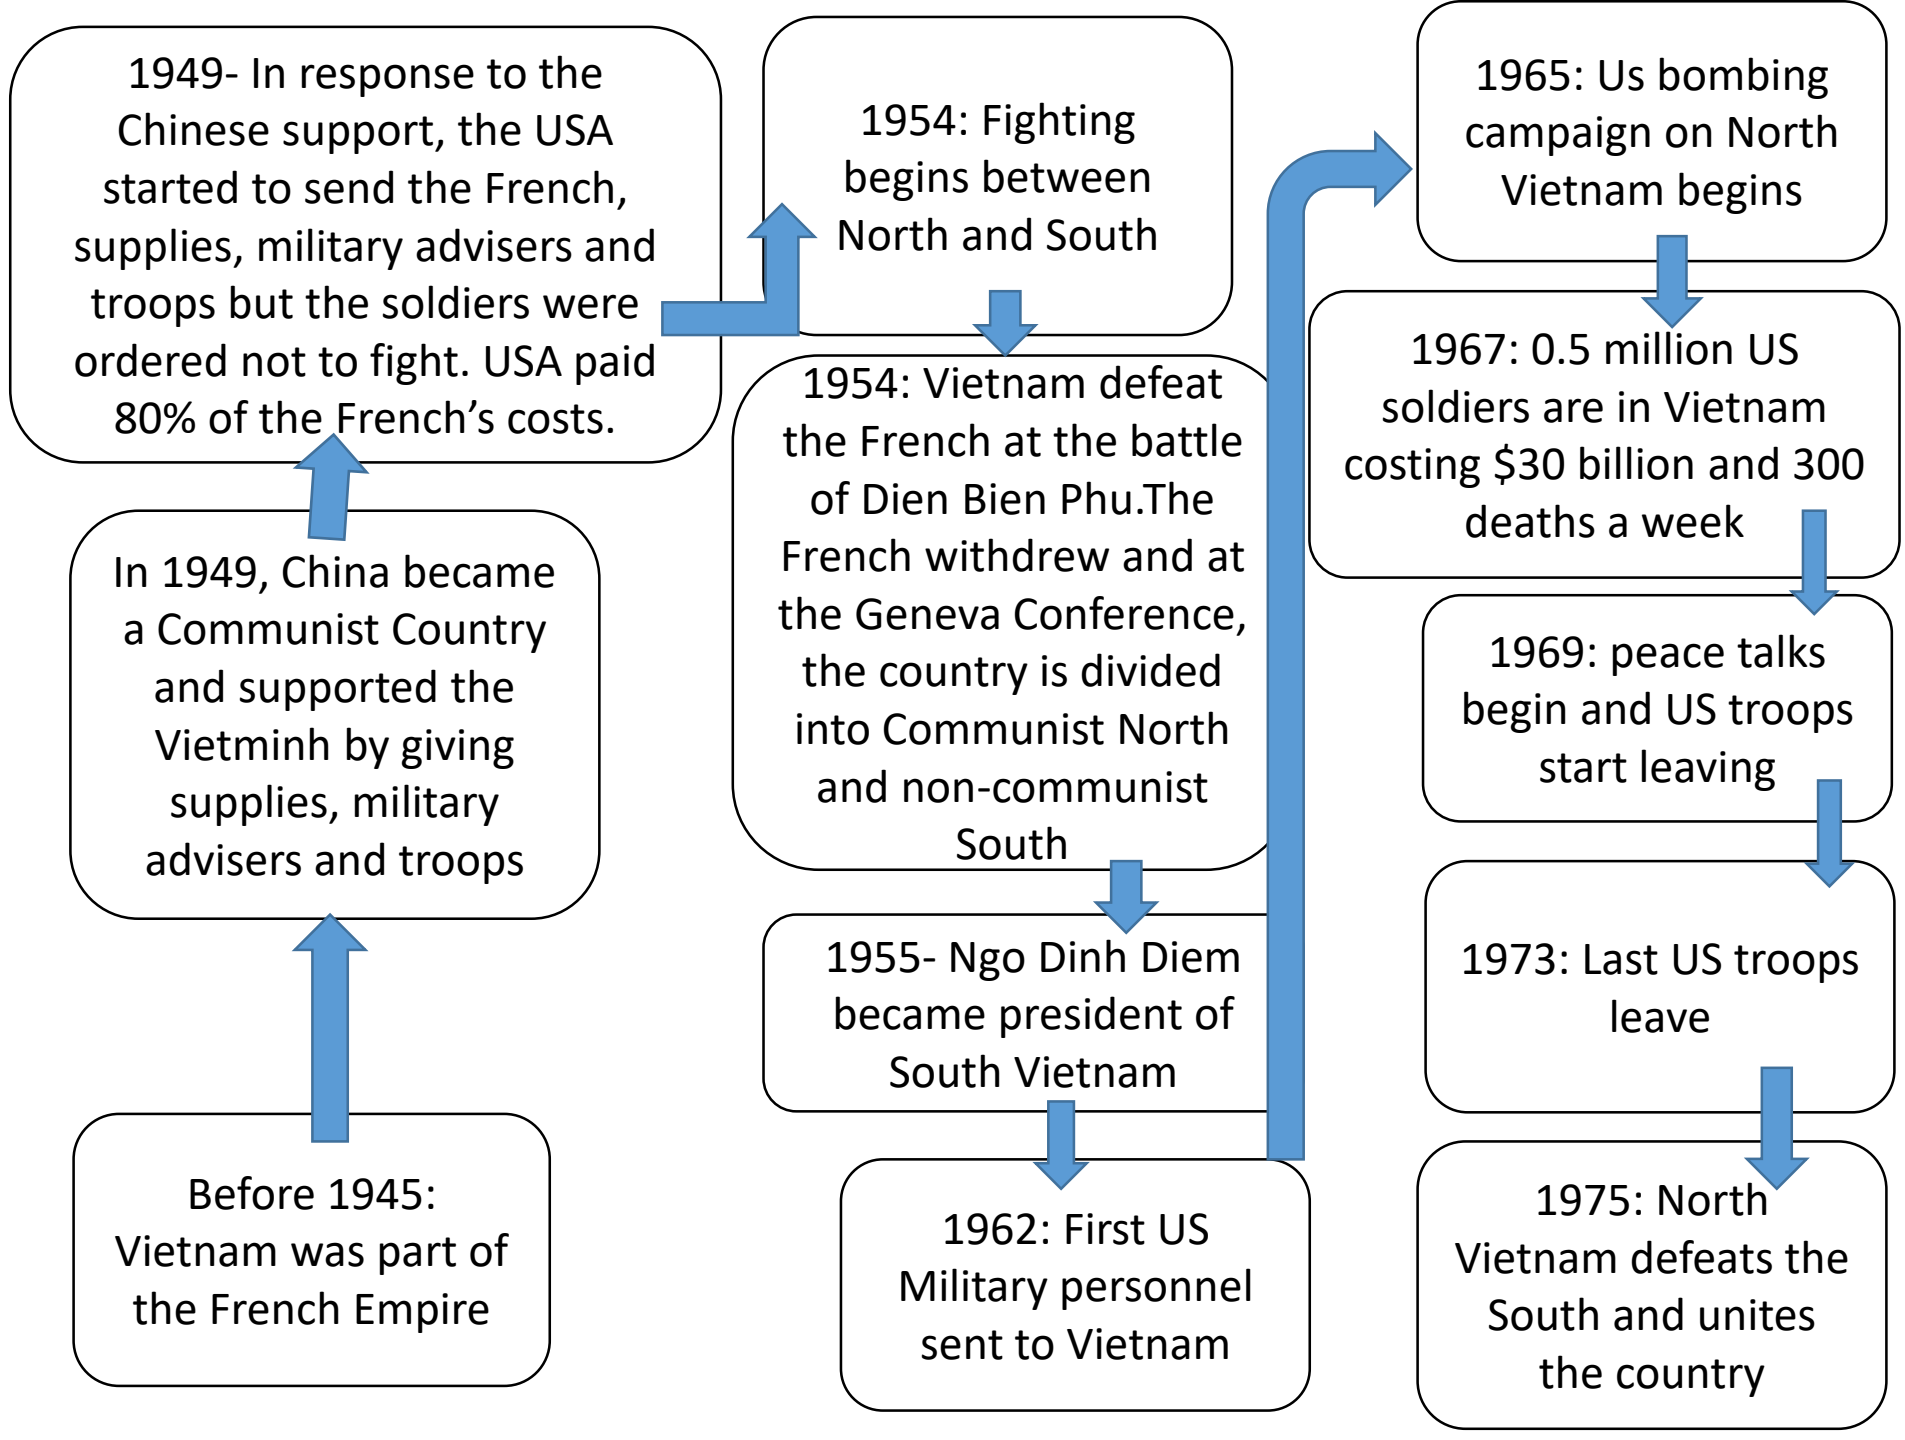 Before 1945:
Vietnam was part of
the French Empire
In 1949, China became
a Communist Country
and supported the
Vietminh by giving
supplies, military
advisers and troops
1949- In response to the
Chinese support, the USA
started to send the French,
supplies, military advisers and
troops but the soldiers were
ordered not to fight. USA paid
80% of the French’s costs.
1954: Fighting
begins between
North and South
1954: Vietnam defeat
the French at the battle
of Dien Bien Phu.The
French withdrew and at
the Geneva Conference,
the country is divided
into Communist North
and non-communist
South
1955- Ngo Dinh Diem
became president of
South Vietnam
1962: First US
Military personnel
sent to Vietnam
1965: Us bombing
campaign on North
Vietnam begins
1967: 0.5 million US
soldiers are in Vietnam
costing $30 billion and 300
deaths a week
1969: peace talks
begin and US troops
start leaving
1973: Last US troops
leave
1975: North
Vietnam defeats the
South and unites
the country